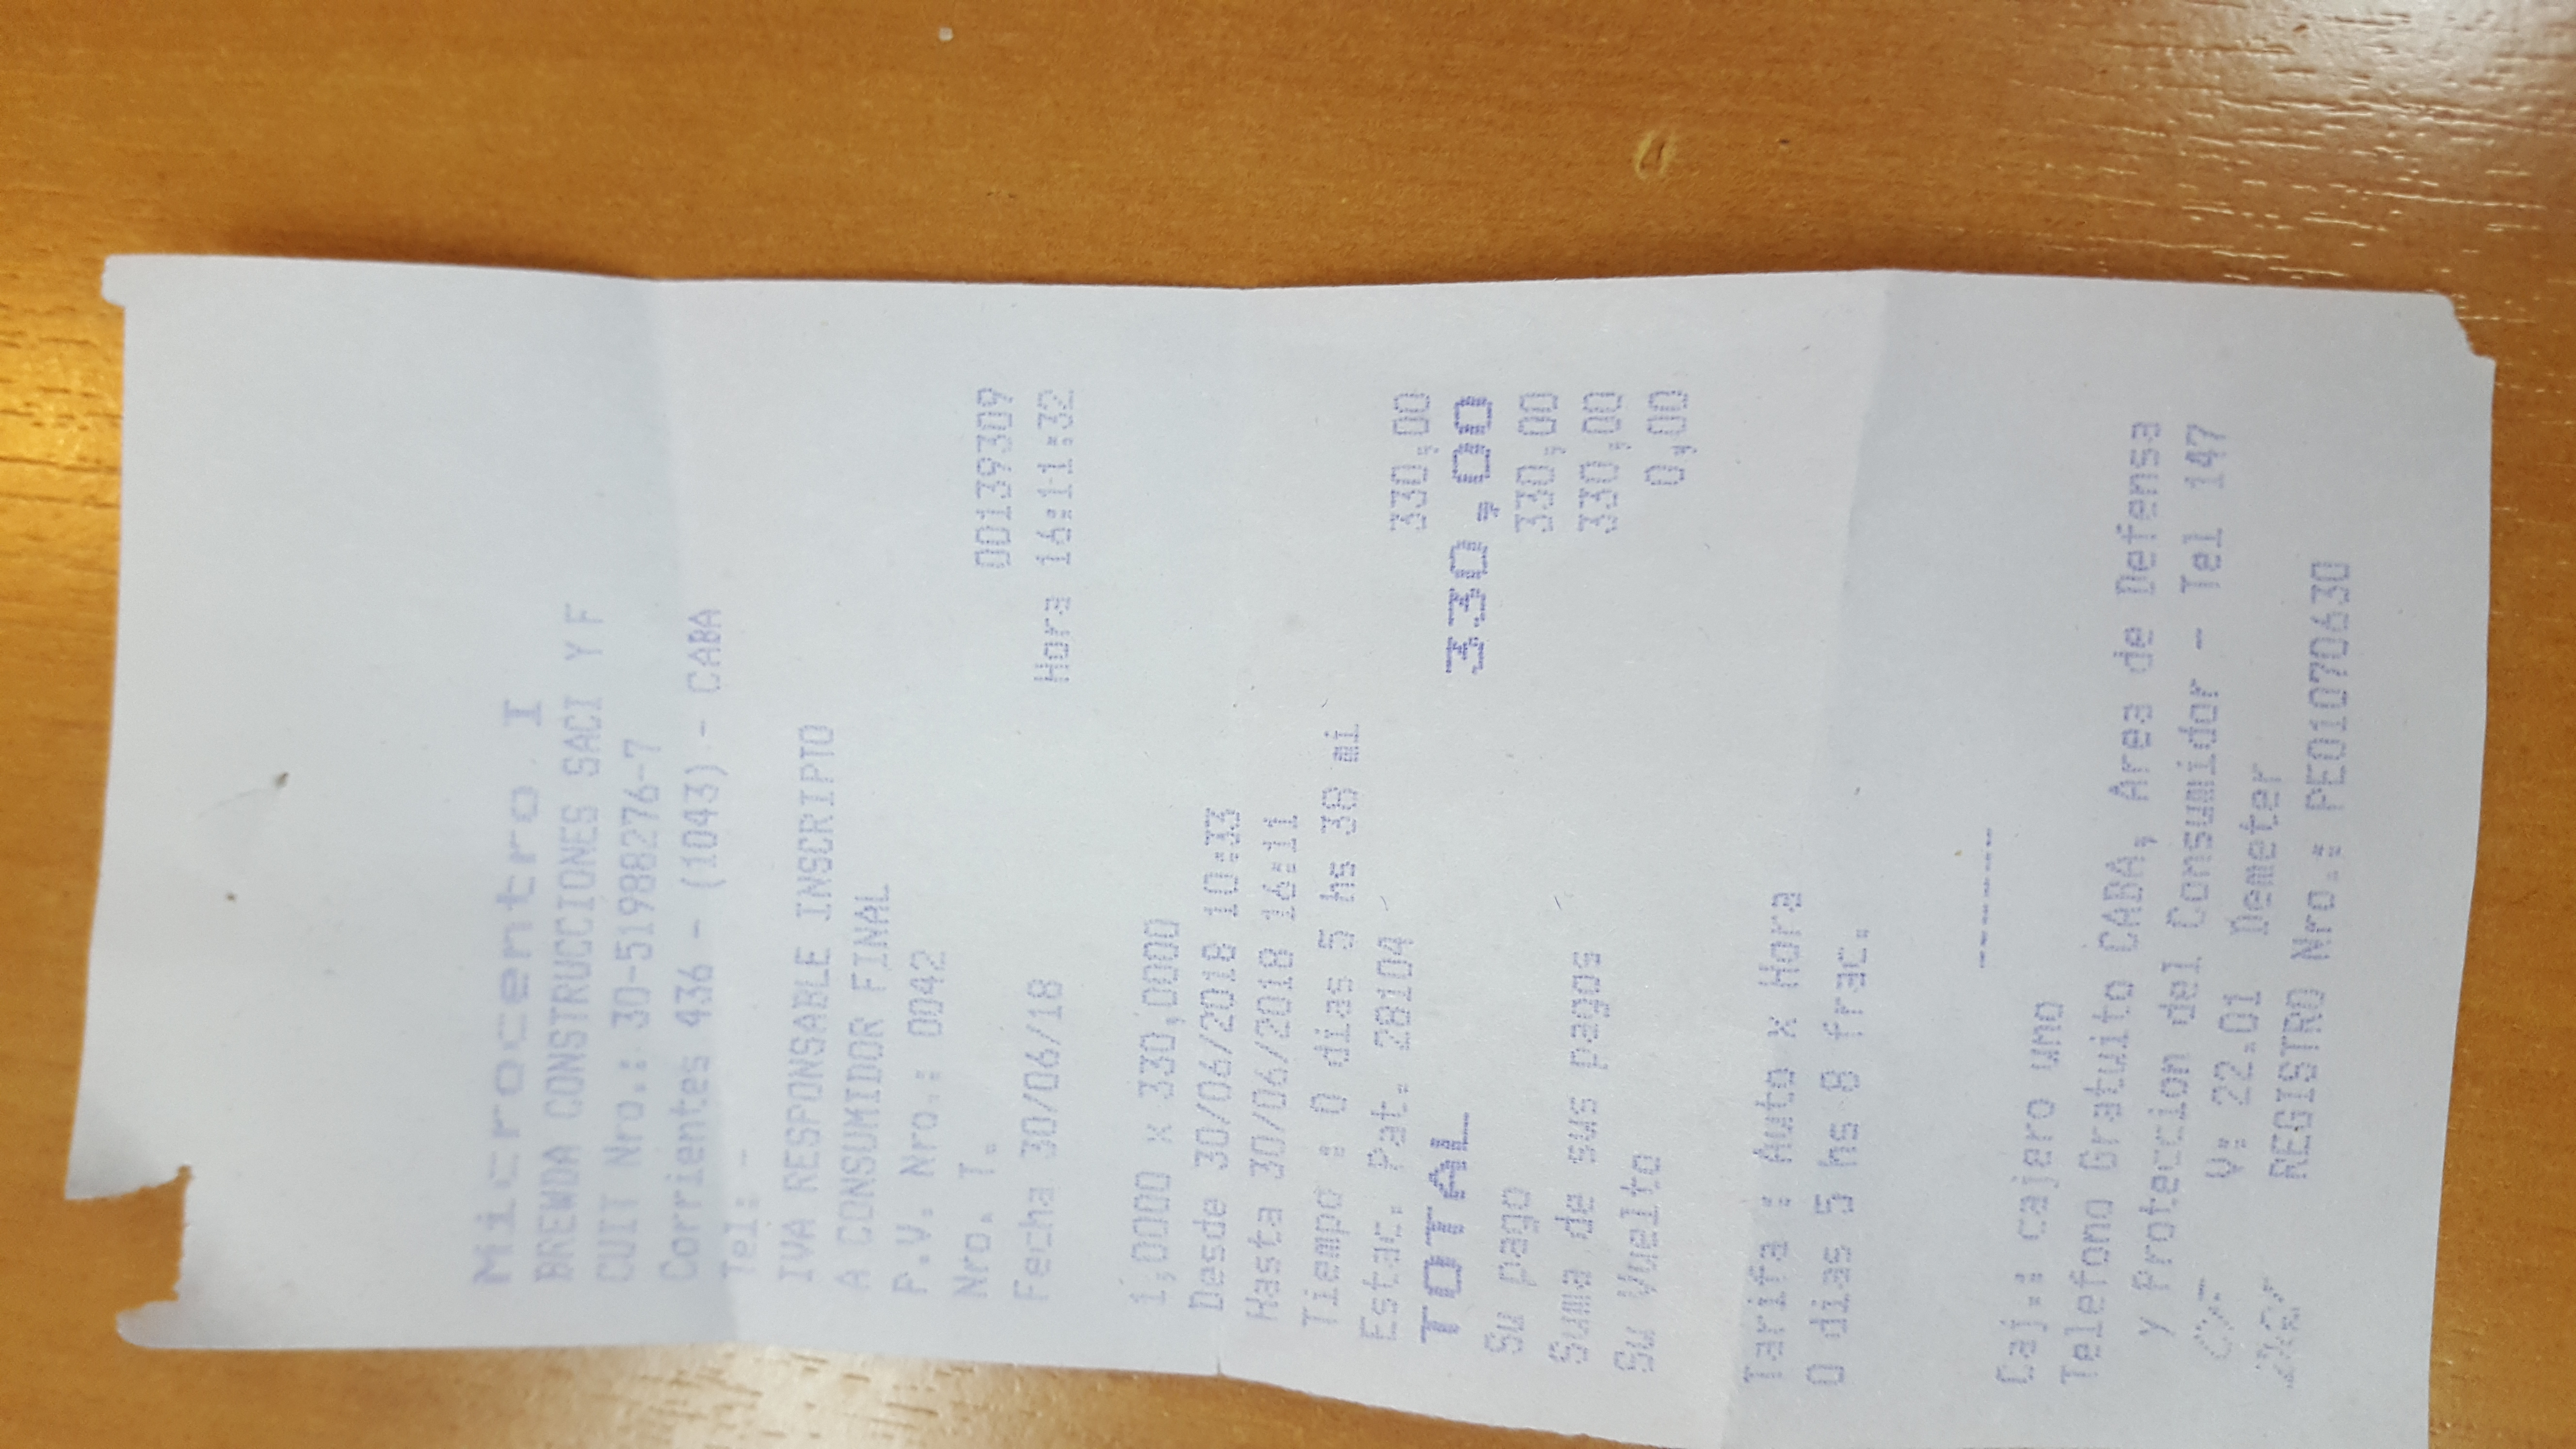 Microcentro I
BREWDA CONSTRUCCIONES SACI Y F
CUIT Nro.: 30-51988276-7
Corrientes 436 - (1043) - CABA
Tel: -
IVA RESPONSABLE INSCRIPTO
A CONSUMIDOR FINAL
P.V. Nro.: 0042
Nro. T. 00139309
Fecha 30/06/18 Hora 16:11:32
1,0000 x 330,0000
Desde 30/06/2018 10:33
Hasta 30/06/2018 16:11
Tiempo : 0 dias 5 hs 38 mi
Estac. Pat. 28104 330,00
TOTAL 330,00
Su pago 330,00
Suma de sus pagos 330,00
Su Vuelto 0,00
Tarifa : Auto x Hora
0 dias 5 hs 8 frac.
------
Caj.: cajero uno
Telefono Gratuito CABA, Area de Defensa
y Proteccion del Consumidor - Tel 147
V: 22.01 Demeter
REGISTRO Nro.: PEO1070630